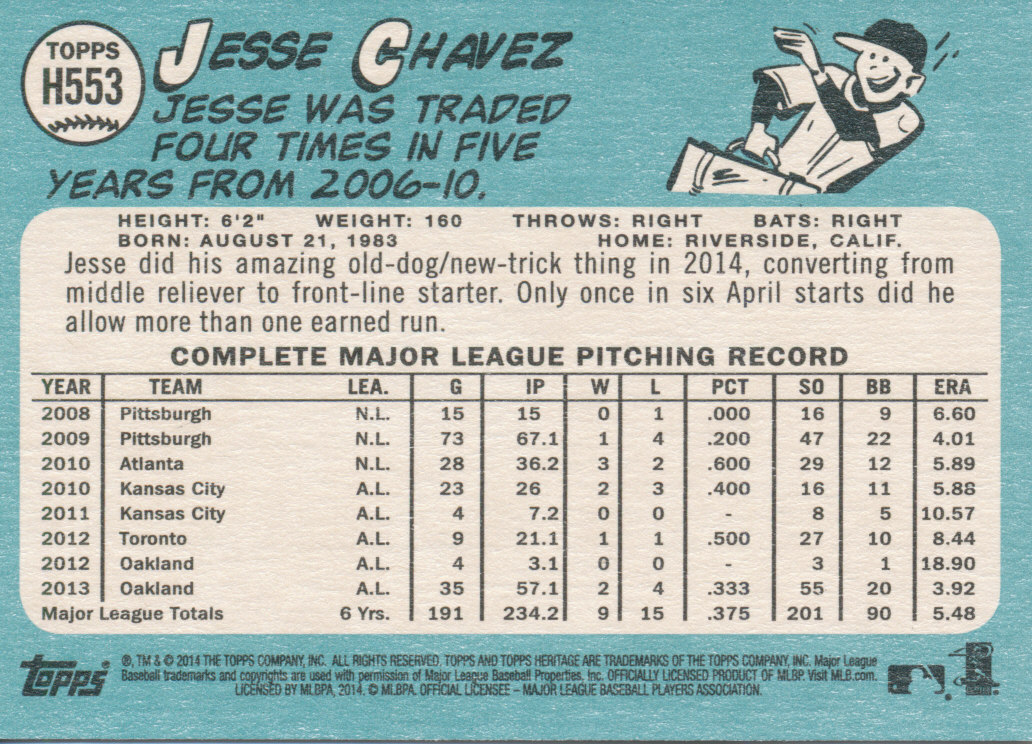 TOPPS
H553
JESSE CHAVEZ
JESSE WAS TRADED
FOUR TIMES IN FIVE
YEARS FROM 2006-10.
HEIGHT: 6'2" WEIGHT: 160 THROWS: RIGHT BATS: RIGHT
BORN: AUGUST 21, 1983 HOME: RIVERSIDE, CALIF.
Jesse did his amazing old-dog/new-trick thing in 2014, converting from
middle reliever to front-line starter. Only once in six April starts did he
allow more than one earned run.
COMPLETE MAJOR LEAGUE PITCHING RECORD
YEAR TEAM LEA. G IP W L PCT SO BB ERA
2008 Pittsburgh N.L. 15 15 0 1 .000 16 9 6.60
2009 Pittsburgh N.L. 73 67.1 1 4 .200 47 22 4.01
2010 Atlanta N.L. 28 36.2 3 2 .600 29 12 5.89
2010 Kansas City A.L. 23 26 2 3 .400 16 11 5.88
2011 Kansas City A.L. 4 7.2 0 0 - 8 5 10.57
2012 Toronto A.L. 9 21.1 1 1 .500 27 10 8.44
2012 Oakland A.L. 4 3.1 0 0 - 3 1 18.90
2013 Oakland A.L. 35 57.1 2 4 .333 55 20 3.92
Major League Totals 6 Yrs. 191 234.2 9 15 .375 201 90 5.48
Topps ®, TM & © 2014 THE TOPPS COMPANY, INC. ALL RIGHTS RESERVED. TOPPS AND TOPPS HERITAGE ARE TRADEMARKS OF THE TOPPS COMPANY, INC. Major League
Baseball trademarks and copyrights are used with permission of Major League Baseball Properties, Inc. OFFICIALLY LICENSED PRODUCT OF MLBP. Visit MLB.com.
LICENSED BY MLBPA, 2014. © MLBPA. OFFICIAL LICENSEE – MAJOR LEAGUE BASEBALL PLAYERS ASSOCIATION.